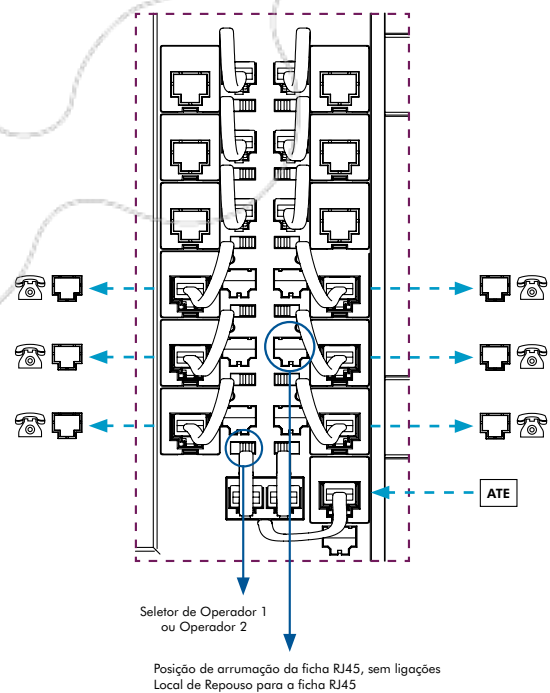 ATE
Seletor de Operador 1
ou Operador 2
Posição de arrumação da ficha RJ45, sem ligações
Local de Repouso para a ficha RJ45